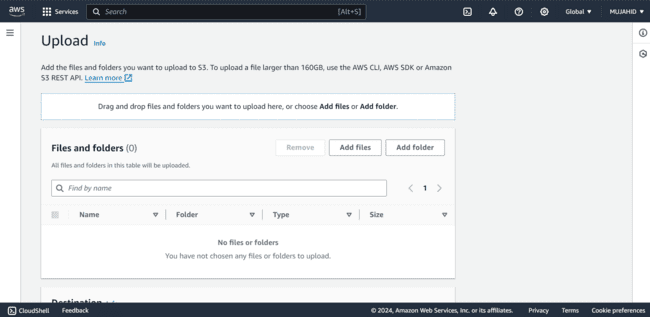 aws Services Search [Alt+S] Global MUJAHID
Upload Info
Add the files and folders you want to upload to S3. To upload a file larger than 160GB, use the AWS CLI, AWS SDK or Amazon
S3 REST API. Learn more
Drag and drop files and folders you want to upload here, or choose Add files or Add folder.
Files and folders (0) Remove Add files Add folder
All files and folders in this table will be uploaded.
Find by name 1
Name Folder Type Size
No files or folders
You have not chosen any files or folders to upload.
Destination
CloudShell Feedback © 2024, Amazon Web Services, Inc. or its affiliates. Privacy Terms Cookie preferences